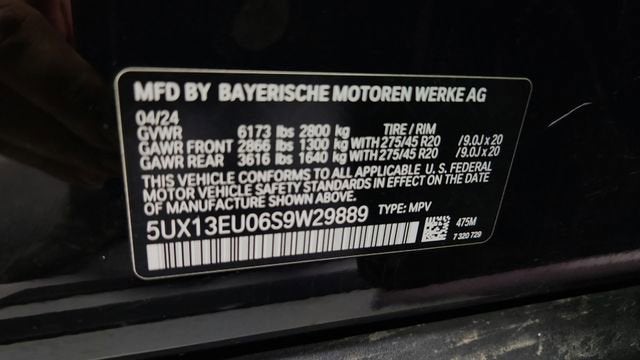 MFD BY BAYERISCHE MOTOREN WERKE AG
04/24
GVWR 6173 lbs 2800 kg TIRE / RIM
GAWR FRONT 2866 lbs 1300 kg WITH 275/45 R20 /9.0J x 20
GAWR REAR 3616 lbs 1640 kg WITH 275/45 R20 /9.0J x 20
THIS VEHICLE CONFORMS TO ALL APPLICABLE U.S. FEDERAL
MOTOR VEHICLE SAFETY STANDARDS IN EFFECT ON THE DATE
OF MANUFACTURE SHOWN ABOVE.
5UX13EU06S9W29889 TYPE: MPV
475M
7 320 729